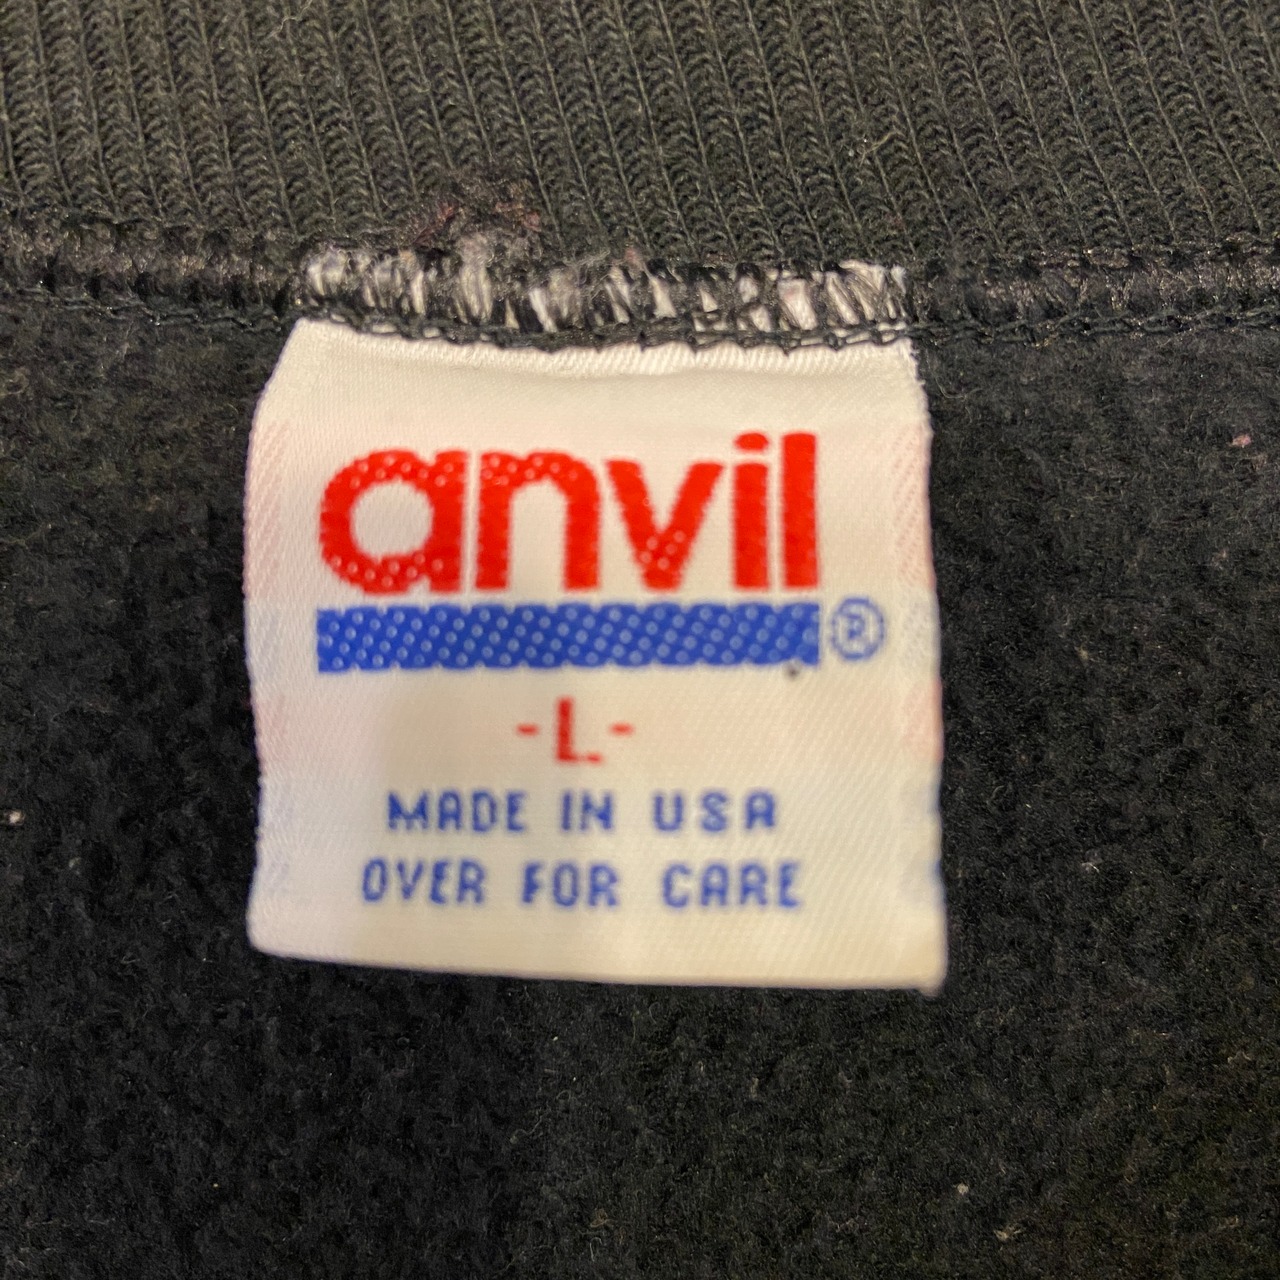 anvil
®
-L-
MADE IN USA
OVER FOR CARE